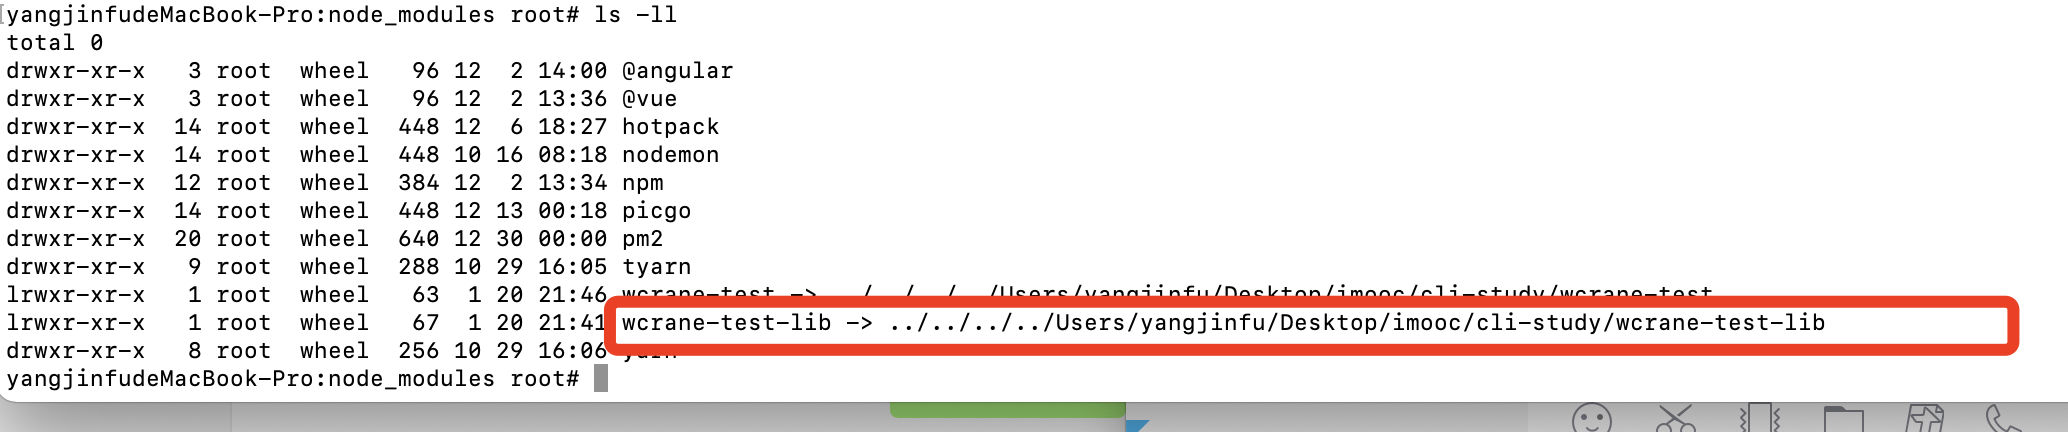 [yangjinfudeMacBook-Pro:node_modules root# ls -ll
total 0
drwxr-xr-x   3 root  wheel   96 12  2 14:00 @angular
drwxr-xr-x   3 root  wheel   96 12  2 13:36 @vue
drwxr-xr-x  14 root  wheel  448 12  6 18:27 hotpack
drwxr-xr-x  14 root  wheel  448 10 16 08:18 nodemon
drwxr-xr-x  12 root  wheel  384 12  2 13:34 npm
drwxr-xr-x  14 root  wheel  448 12 13 00:18 picgo
drwxr-xr-x  20 root  wheel  640 12 30 00:00 pm2
drwxr-xr-x   9 root  wheel  288 10 29 16:05 tyarn
lrwxr-xr-x   1 root  wheel   63  1 20 21:46 wcrane-test -> ../../../../Users/yangjinfu/Desktop/imooc/cli-study/wcrane-test
lrwxr-xr-x   1 root  wheel   67  1 20 21:41 wcrane-test-lib -> ../../../../Users/yangjinfu/Desktop/imooc/cli-study/wcrane-test-lib
drwxr-xr-x   8 root  wheel  256 10 29 16:06 yarn
yangjinfudeMacBook-Pro:node_modules root#